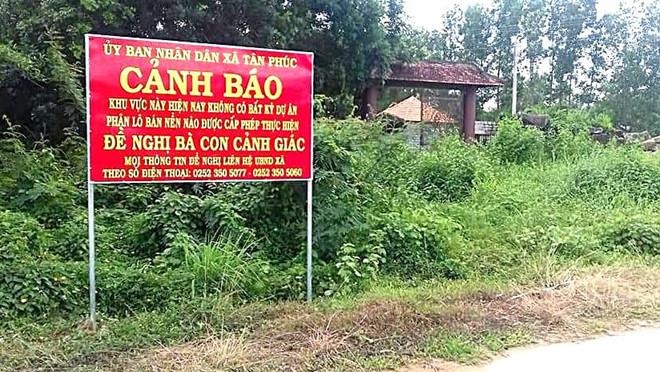 ỦY BAN NHÂN DÂN XÃ TÂN PHÚC
CẢNH BÁO
KHU VỰC NÀY HIỆN NAY KHÔNG CÓ BẤT KỲ DỰ ÁN
PHÂN LÔ BÁN NỀN NÀO ĐƯỢC CẤP PHÉP THỰC HIỆN
ĐỀ NGHỊ BÀ CON CẢNH GIÁC
MỌI THÔNG TIN ĐỀ NGHỊ LIÊN HỆ UBND XÃ
THEO SỐ ĐIỆN THOẠI: 0252 350 5077 - 0252 350 5060